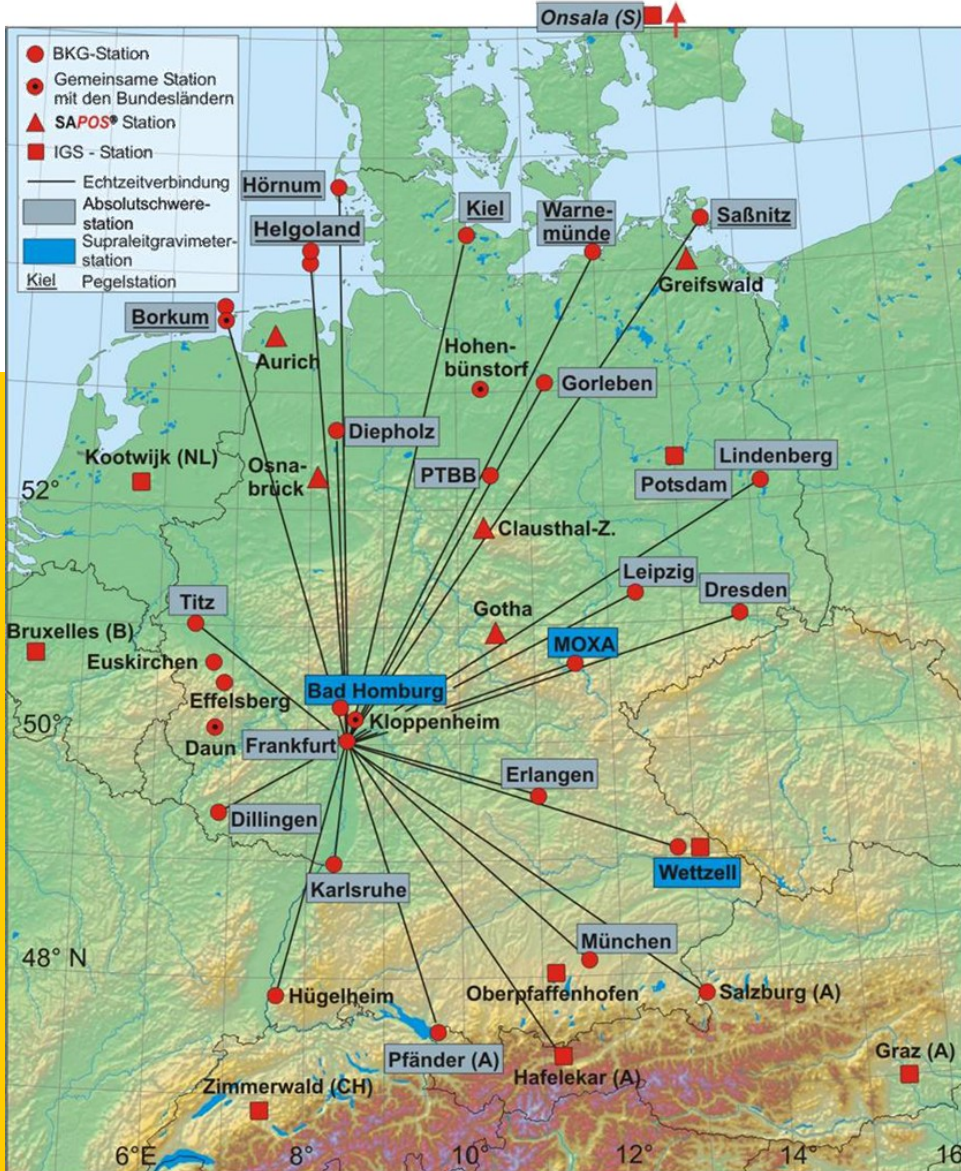 Onsala (S)
BKG-Station
Gemeinsame Station
mit den Bundesländern
SAPOS® Station
IGS - Station
Echtzeitverbindung
Absolutschwere-
station
Supraleitgravimeter-
station
Kiel Pegelstation
Hörnum
Helgoland
Kiel
Warne-
münde
Saßnitz
Greifswald
Borkum
Aurich
Hohen-
bünstorf
Gorleben
Diepholz
Kootwijk (NL)
Osna-
brück
PTBB
Lindenberg
Potsdam
52°
Clausthal-Z.
Leipzig
Dresden
Titz
Gotha
Bruxelles (B)
MOXA
Euskirchen
Effelsberg
Bad Homburg
50°
Daun
Kloppenheim
Frankfurt
Erlangen
Dillingen
Wettzell
Karlsruhe
48° N
München
Hügelheim
Oberpfaffenhofen
Salzburg (A)
Pfänder (A)
Hafelekar (A)
Graz (A)
Zimmerwald (CH)
6°E
8°
10°
12°
14°
16